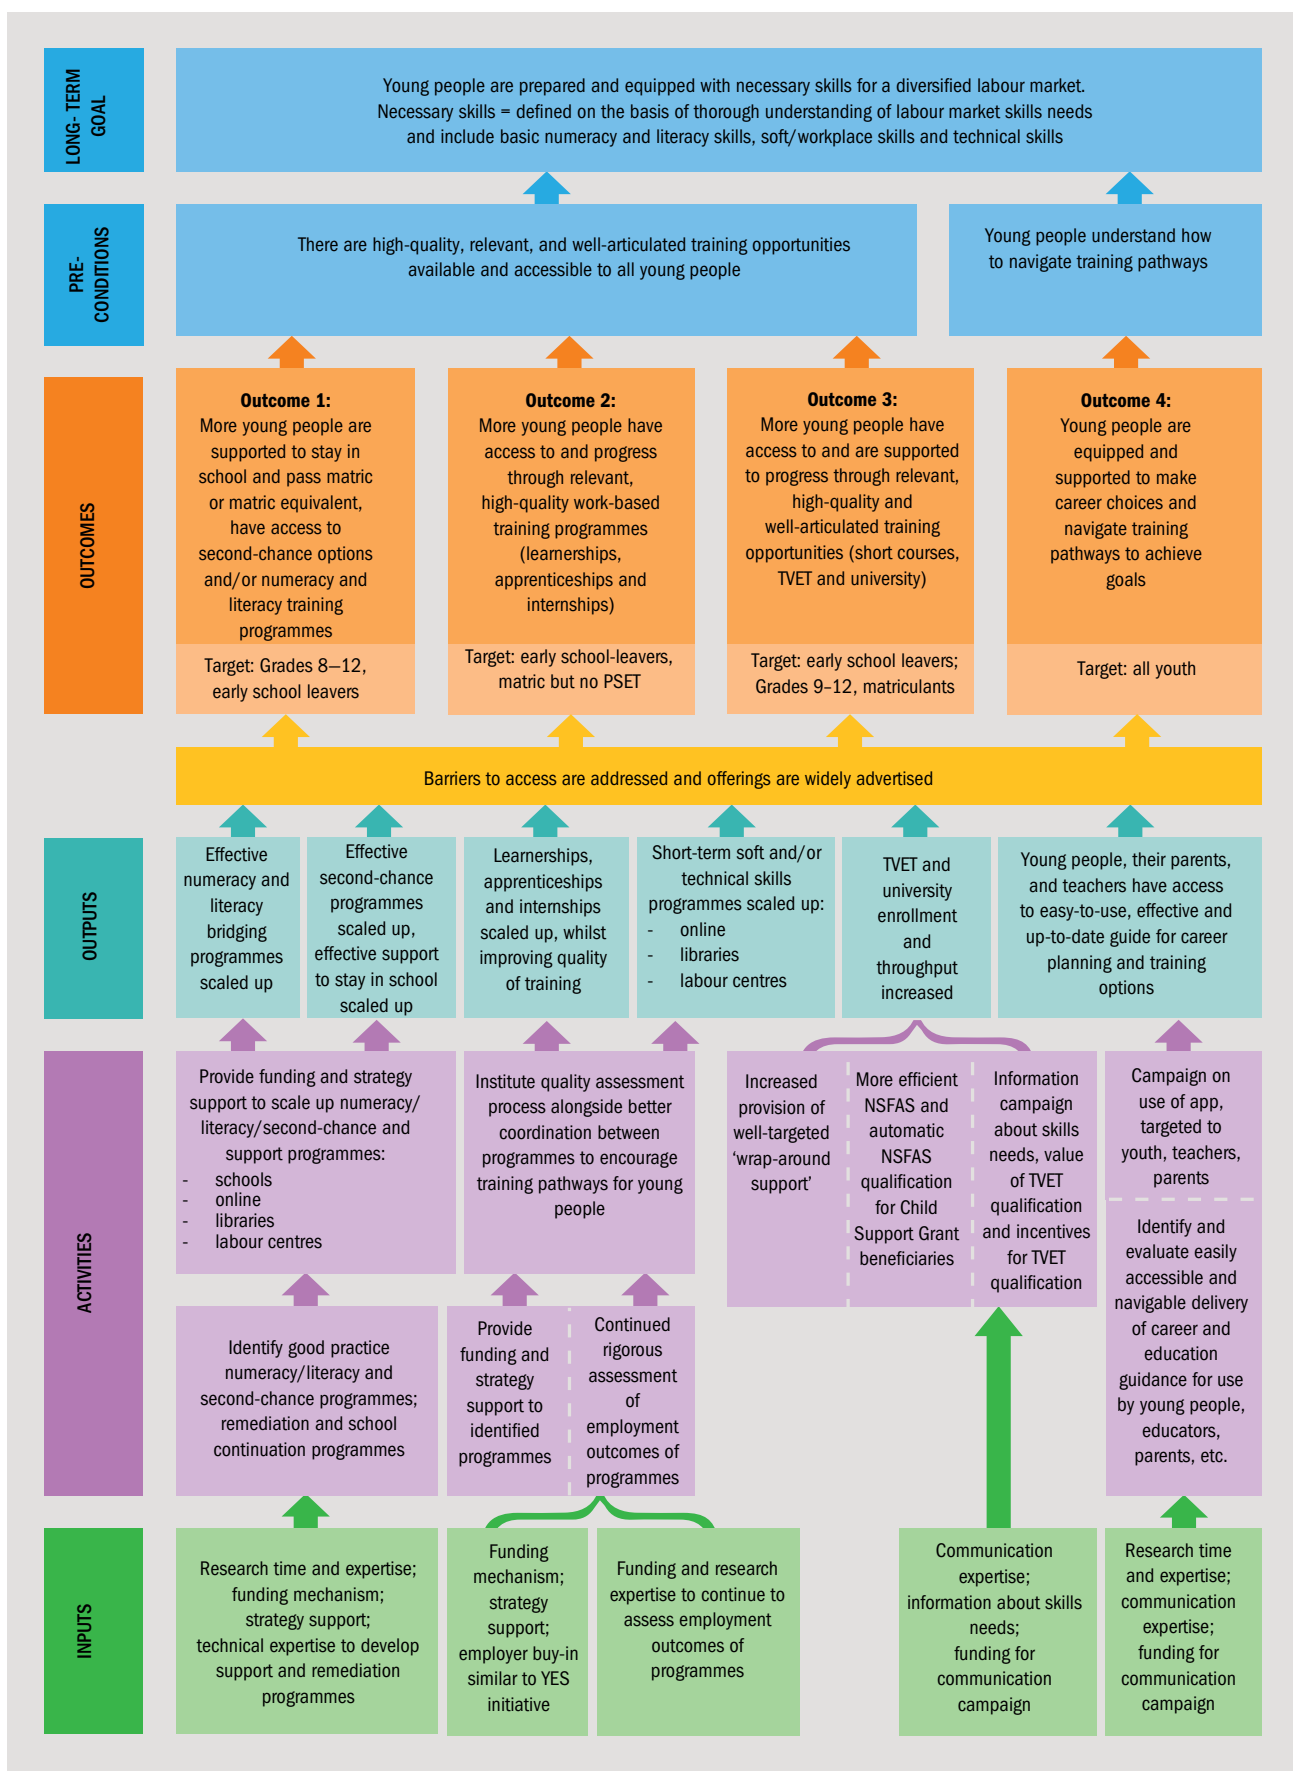 LONG- TERM
GOAL
Young people are prepared and equipped with necessary skills for a diversified labour market.
Necessary skills = defined on the basis of thorough understanding of labour market skills needs
and include basic numeracy and literacy skills, soft/workplace skills and technical skills
PRE-
CONDITIONS
There are high-quality, relevant, and well-articulated training opportunities
available and accessible to all young people
Young people understand how
to navigate training pathways
OUTCOMES
Outcome 1:
More young people are
supported to stay in
school and pass matric
or matric equivalent,
have access to
second-chance options
and/or numeracy and
literacy training
programmes
Target: Grades 8—12,
early school leavers
Outcome 2:
More young people have
access to and progress
through relevant,
high-quality work-based
training programmes
(learnerships,
apprenticeships and
internships)
Target: early school-leavers,
matric but no PSET
Outcome 3:
More young people have
access to and are supported
to progress through relevant,
high-quality and
well-articulated training
opportunities (short courses,
TVET and university)
Target: early school leavers;
Grades 9–12, matriculants
Outcome 4:
Young people are
equipped and
supported to make
career choices and
navigate training
pathways to achieve
goals
Target: all youth
Barriers to access are addressed and offerings are widely advertised
OUTPUTS
Effective
numeracy and
literacy
bridging
programmes
scaled up
Effective
second-chance
programmes
scaled up,
effective support
to stay in school
scaled up
Learnerships,
apprenticeships
and internships
scaled up, whilst
improving quality
of training
Short-term soft and/or
technical skills
programmes scaled up:
- online
- libraries
- labour centres
TVET and
university
enrollment
and
throughput
increased
Young people, their parents,
and teachers have access
to easy-to-use, effective and
up-to-date guide for career
planning and training
options
ACTIVITIES
Provide funding and strategy
support to scale up numeracy/
literacy/second-chance and
support programmes:
- schools
- online
- libraries
- labour centres
Institute quality assessment
process alongside better
coordination between
programmes to encourage
training pathways for young
people
Increased
provision of
well-targeted
‘wrap-around
support’
More efficient
NSFAS and
automatic
NSFAS
qualification
for Child
Support Grant
beneficiaries
Information
campaign
about skills
needs, value
of TVET
qualification
and incentives
for TVET
qualification
Campaign on
use of app,
targeted to
youth, teachers,
parents
Identify and
evaluate easily
accessible and
navigable delivery
of career and
education
guidance for use
by young people,
educators,
parents, etc.
Identify good practice
numeracy/literacy and
second-chance programmes;
remediation and school
continuation programmes
Provide
funding and
strategy
support to
identified
programmes
Continued
rigorous
assessment
of
employment
outcomes of
programmes
INPUTS
Research time and expertise;
funding mechanism;
strategy support;
technical expertise to develop
support and remediation
programmes
Funding
mechanism;
strategy
support;
employer buy-in
similar to YES
initiative
Funding and research
expertise to continue to
assess employment
outcomes of
programmes
Communication
expertise;
information about skills
needs;
funding for
communication
campaign
Research time
and expertise;
communication
expertise;
funding for
communication
campaign